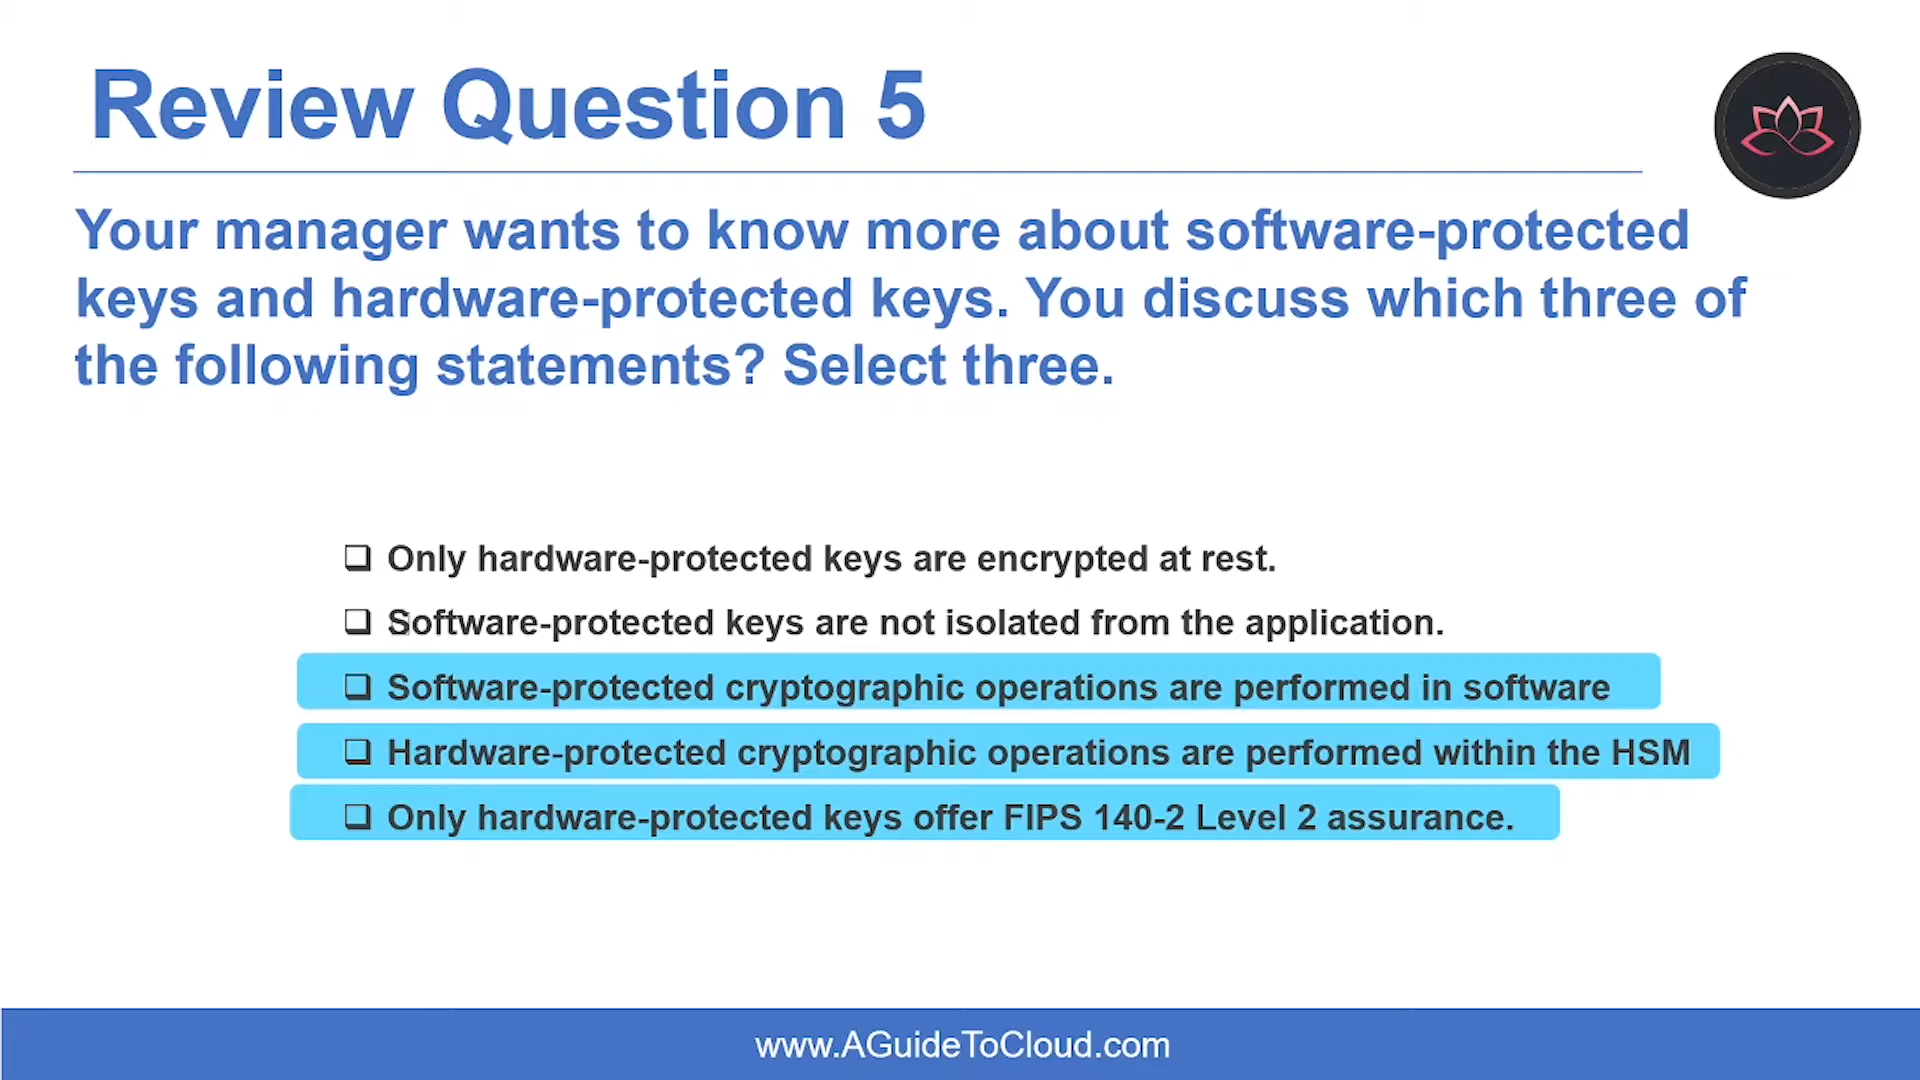 Review Question 5
Your manager wants to know more about software-protected
keys and hardware-protected keys. You discuss which three of
the following statements? Select three.
❑ Only hardware-protected keys are encrypted at rest.
❑ Software-protected keys are not isolated from the application.
❑ Software-protected cryptographic operations are performed in software
❑ Hardware-protected cryptographic operations are performed within the HSM
❑ Only hardware-protected keys offer FIPS 140-2 Level 2 assurance.
www.AGuideToCloud.com